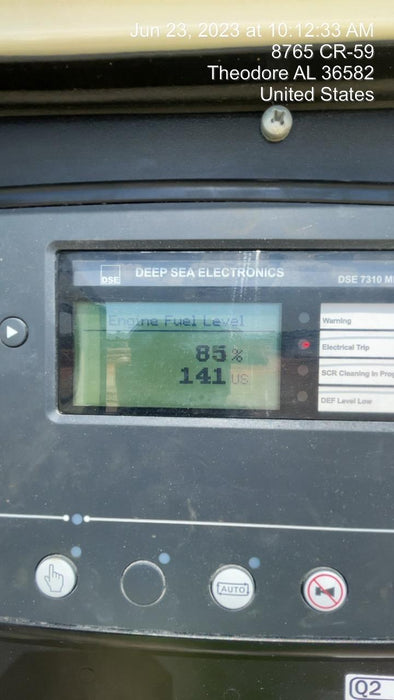 Jun 23, 2023 at 10:12:33 AM
8765 CR-59
Theodore AL 36582
United States
DSE
DEEP SEA ELECTRONICS
DSE 7310 M
Engine Fuel Level
85 %
141 US
Warning
Electrical Trip
SCR Cleaning In Pro
DEF Level Low
AUTO
Q2